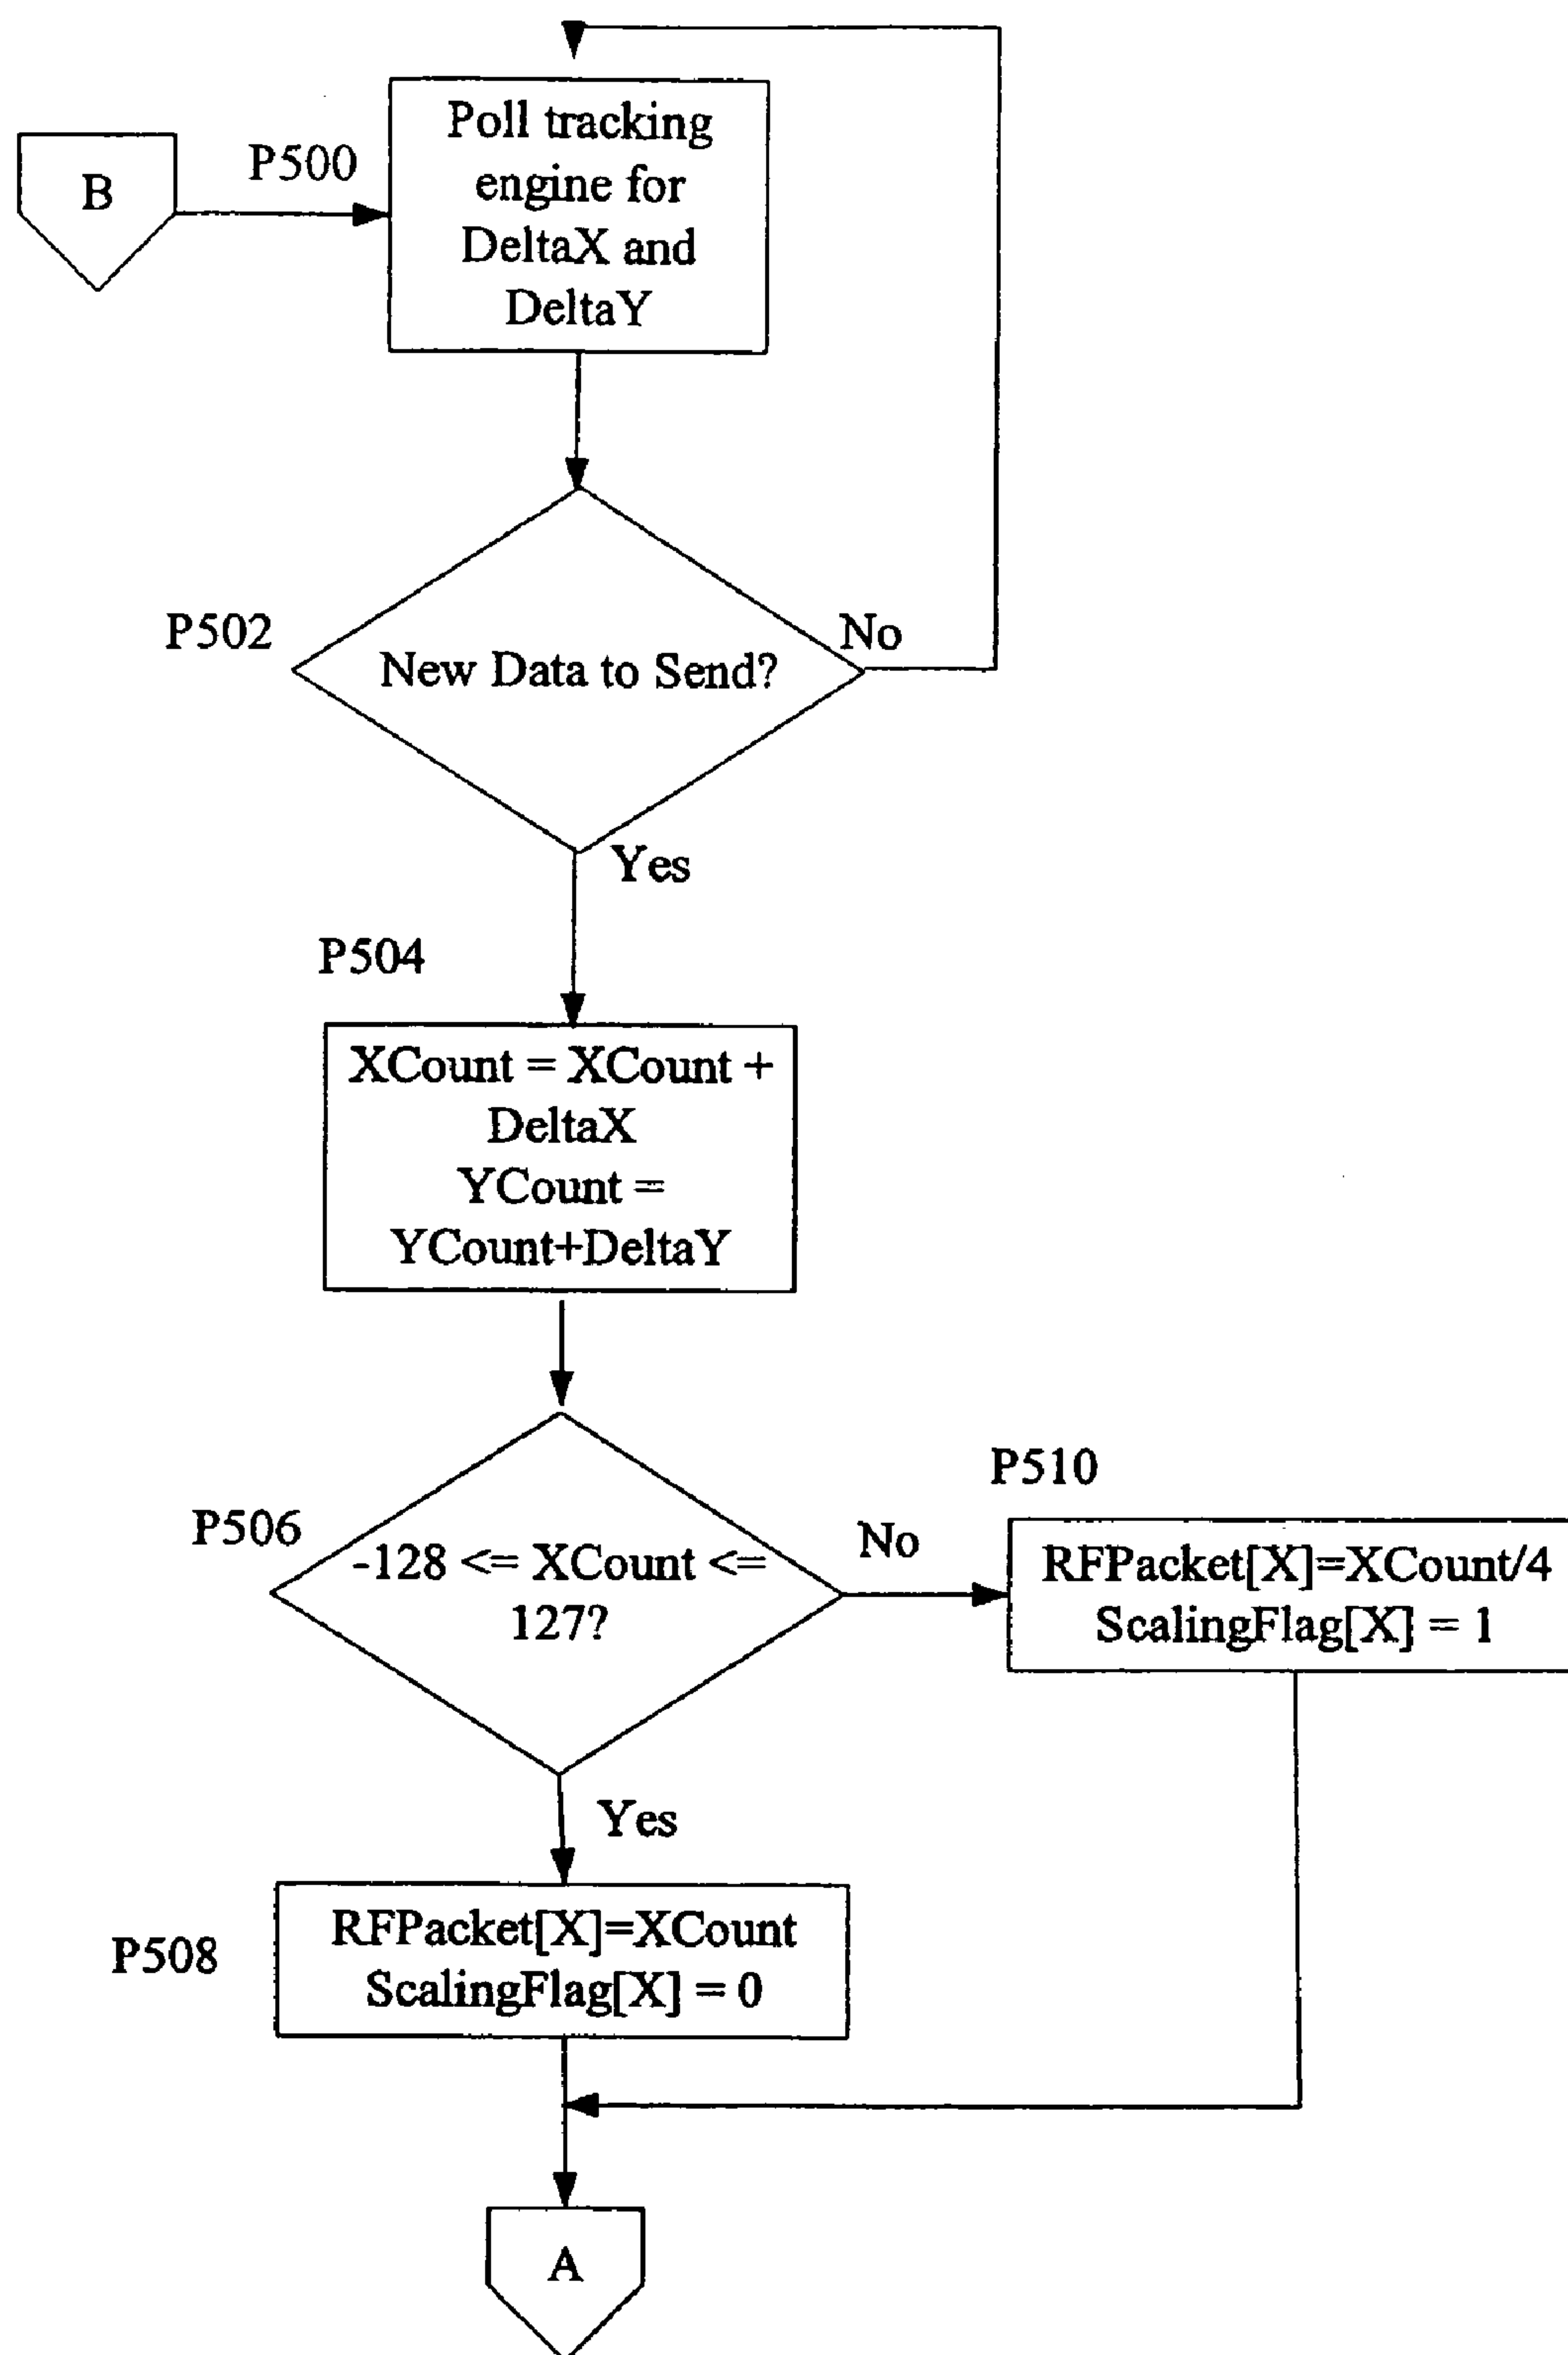 B
P500
Poll tracking
engine for
DeltaX and
DeltaY
P502
New Data to Send?
No
Yes
P504
XCount = XCount +
DeltaX
YCount =
YCount+DeltaY
P506
-128 <= XCount <=
127?
No
P510
RFPacket[X]=XCount/4
ScalingFlag[X] = 1
Yes
P508
RFPacket[X]=XCount
ScalingFlag[X] = 0
A